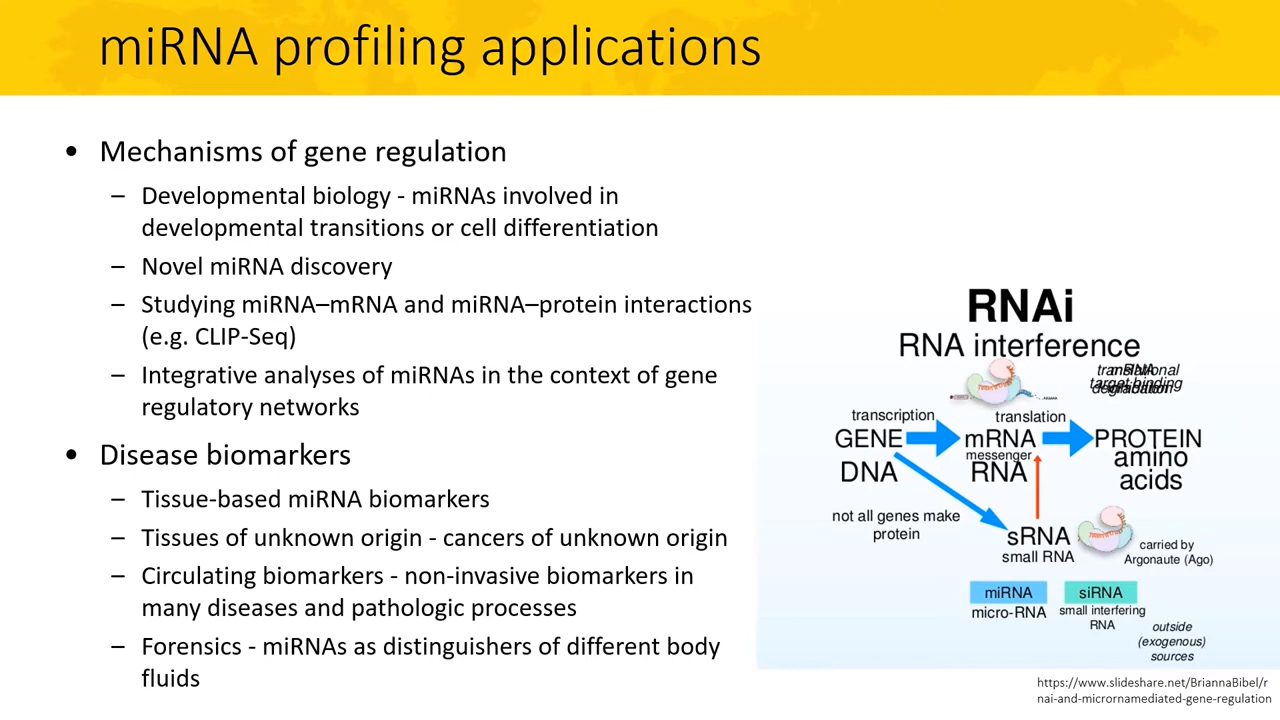 miRNA profiling applications
• Mechanisms of gene regulation
– Developmental biology - miRNAs involved in
developmental transitions or cell differentiation
– Novel miRNA discovery
– Studying miRNA–mRNA and miRNA–protein interactions
(e.g. CLIP-Seq)
– Integrative analyses of miRNAs in the context of gene
regulatory networks
• Disease biomarkers
– Tissue-based miRNA biomarkers
– Tissues of unknown origin - cancers of unknown origin
– Circulating biomarkers - non-invasive biomarkers in
many diseases and pathologic processes
– Forensics - miRNAs as distinguishers of different body
fluids
RNAi
RNA interference
translational
target binding
transcription
translation
GENE
mRNA
PROTEIN
messenger
DNA
RNA
amino
acids
not all genes make
protein
sRNA
small RNA
carried by
Argonaute (Ago)
miRNA
siRNA
micro-RNA
small interfering
RNA
outside
(exogenous)
sources
https://www.slideshare.net/BriannaBibel/r
nai-and-micrornamediated-gene-regulation